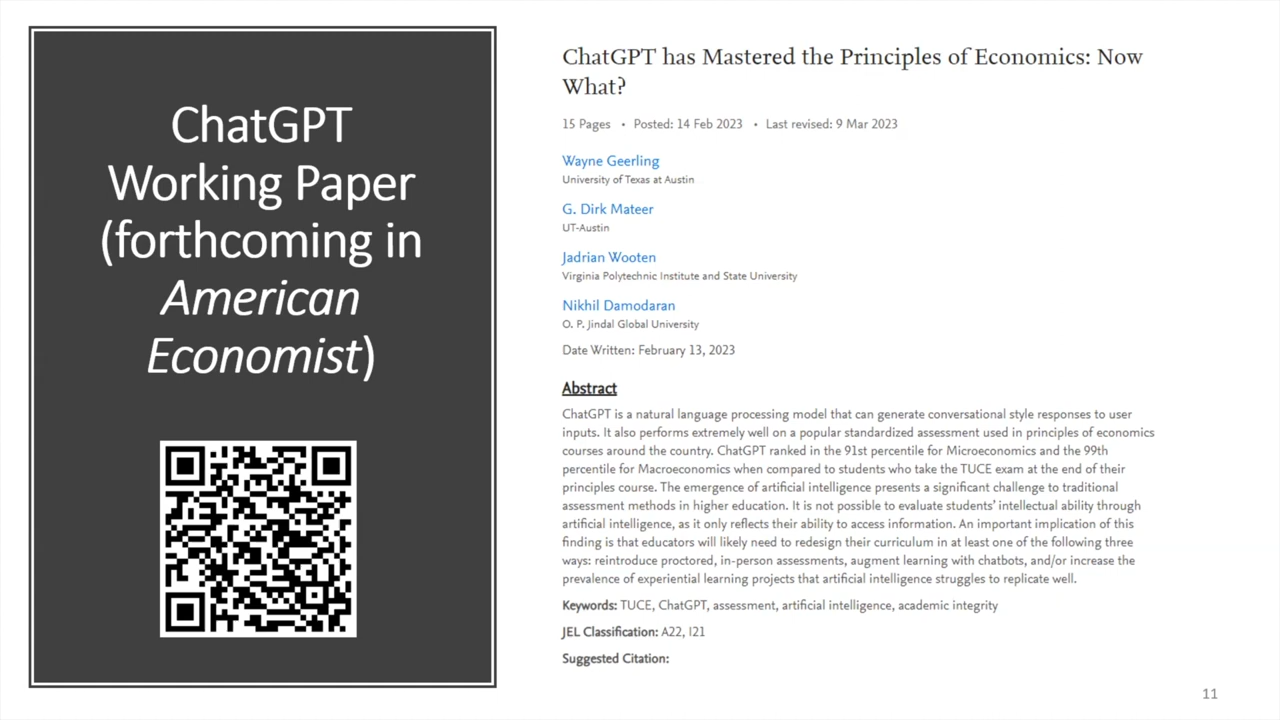 ChatGPT
Working Paper
(forthcoming in
American
Economist)
ChatGPT has Mastered the Principles of Economics: Now
What?
15 Pages • Posted: 14 Feb 2023 • Last revised: 9 Mar 2023
Wayne Geerling
University of Texas at Austin
G. Dirk Mateer
UT-Austin
Jadrian Wooten
Virginia Polytechnic Institute and State University
Nikhil Damodaran
O. P. Jindal Global University
Date Written: February 13, 2023
Abstract
ChatGPT is a natural language processing model that can generate conversational style responses to user
inputs. It also performs extremely well on a popular standardized assessment used in principles of economics
courses around the country. ChatGPT ranked in the 91st percentile for Microeconomics and the 99th
percentile for Macroeconomics when compared to students who take the TUCE exam at the end of their
principles course. The emergence of artificial intelligence presents a significant challenge to traditional
assessment methods in higher education. It is not possible to evaluate students’ intellectual ability through
artificial intelligence, as it only reflects their ability to access information. An important implication of this
finding is that educators will likely need to redesign their curriculum in at least one of the following three
ways: reintroduce proctored, in-person assessments, augment learning with chatbots, and/or increase the
prevalence of experiential learning projects that artificial intelligence struggles to replicate well.
Keywords: TUCE, ChatGPT, assessment, artificial intelligence, academic integrity
JEL Classification: A22, I21
Suggested Citation:
11